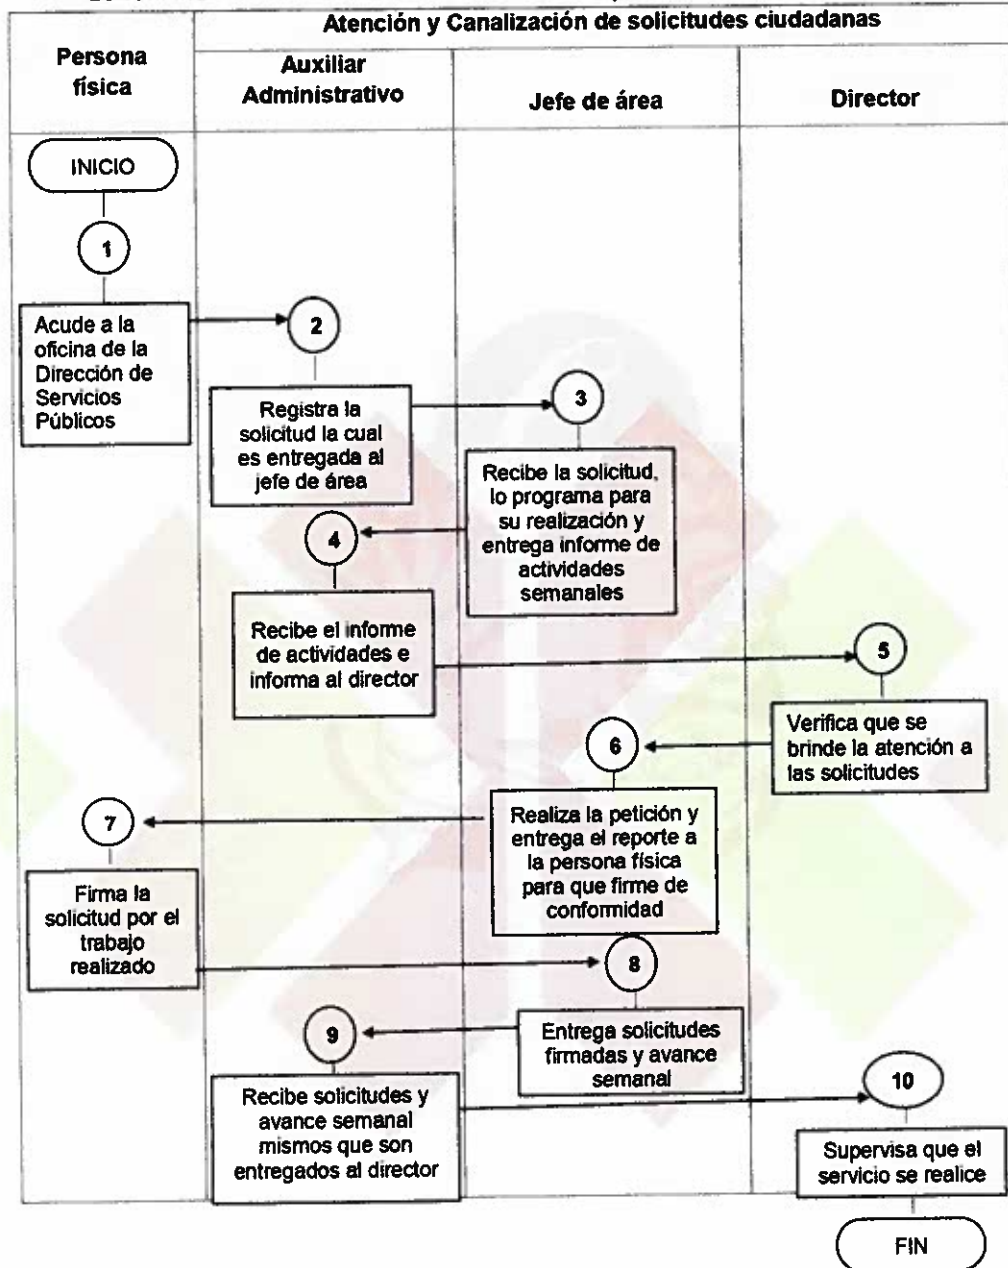 Atención y Canalización de solicitudes ciudadanas
Persona
física
Auxiliar
Administrativo
Jefe de área
Director
INICIO
1
Acude a la
oficina de la
Dirección de
Servicios
Públicos
2
Registra la
solicitud la cual
es entregada al
jefe de área
3
Recibe la solicitud,
lo programa para
su realización y
entrega informe de
actividades
semanales
4
Recibe el informe
de actividades e
informa al director
5
Verifica que se
brinde la atención a
las solicitudes
6
Realiza la petición y
entrega el reporte a
la persona física
para que firme de
conformidad
7
Firma la
solicitud por el
trabajo
realizado
8
Entrega solicitudes
firmadas y avance
semanal
9
Recibe solicitudes y
avance semanal
mismos que son
entregados al director
10
Supervisa que el
servicio se realice
FIN